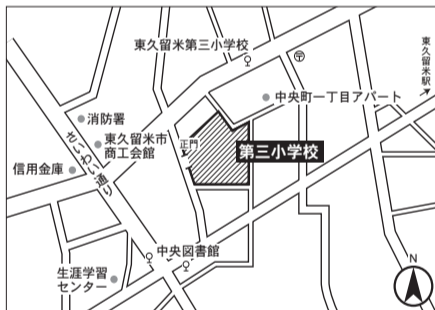 東久留米第三小学校
〒
東久留米駅
中央町一丁目アパート
消防署
東久留米市
商工会館
正門
第三小学校
信用金庫
さいわい通り
中央図書館
生涯学習
センター
N